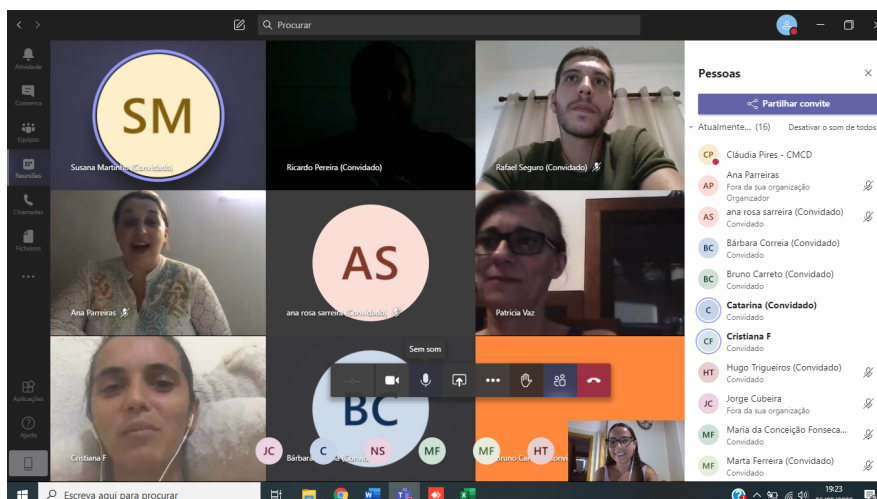 Procurar
Atividade
Conversa
Equipas
Reuniões
Chamadas
Ficheiros
Aplicações
Ajuda
SM
Susana Martinho (Convidado)
Ricardo Pereira (Convidado)
Rafael Seguro (Convidado)
Ana Parreiras
AS
ana rosa sarreira (Convidado)
Patricia Vaz
Sem som
--:--
Cristiana F
BC
Bárbara
JC
C
NS
MF
MF
HT
Bruno
Pessoas
Partilhar convite
Atualmente... (16)
Desativar o som de todos
CP
Cláudia Pires - CMCD
AP
Ana Parreiras
Fora da sua organização
Organizador
AS
ana rosa sarreira (Convidado)
Convidado
BC
Bárbara Correia (Convidado)
Convidado
BC
Bruno Carreto (Convidado)
Convidado
C
Catarina (Convidado)
Convidado
CF
Cristiana F
Convidado
HT
Hugo Trigueiros (Convidado)
Convidado
JC
Jorge Cubeira
Fora da sua organização
MF
Maria da Conceição Fonseca...
Convidado
MF
Marta Ferreira (Convidado)
Convidado
Escreva aqui para procurar
19:23